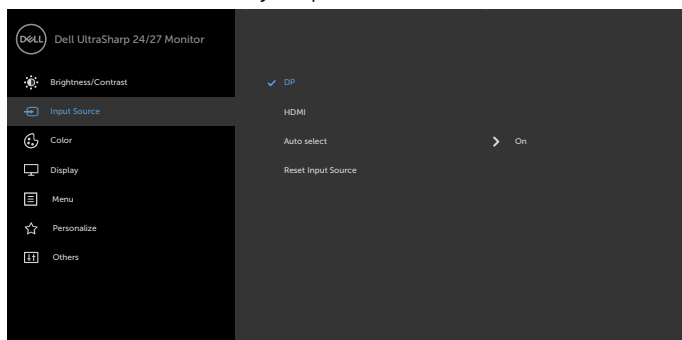 DELL Dell UltraSharp 24/27 Monitor
Brightness/Contrast
DP
Input Source
HDMI
Color
Auto select On
Display
Reset Input Source
Menu
Personalize
Others